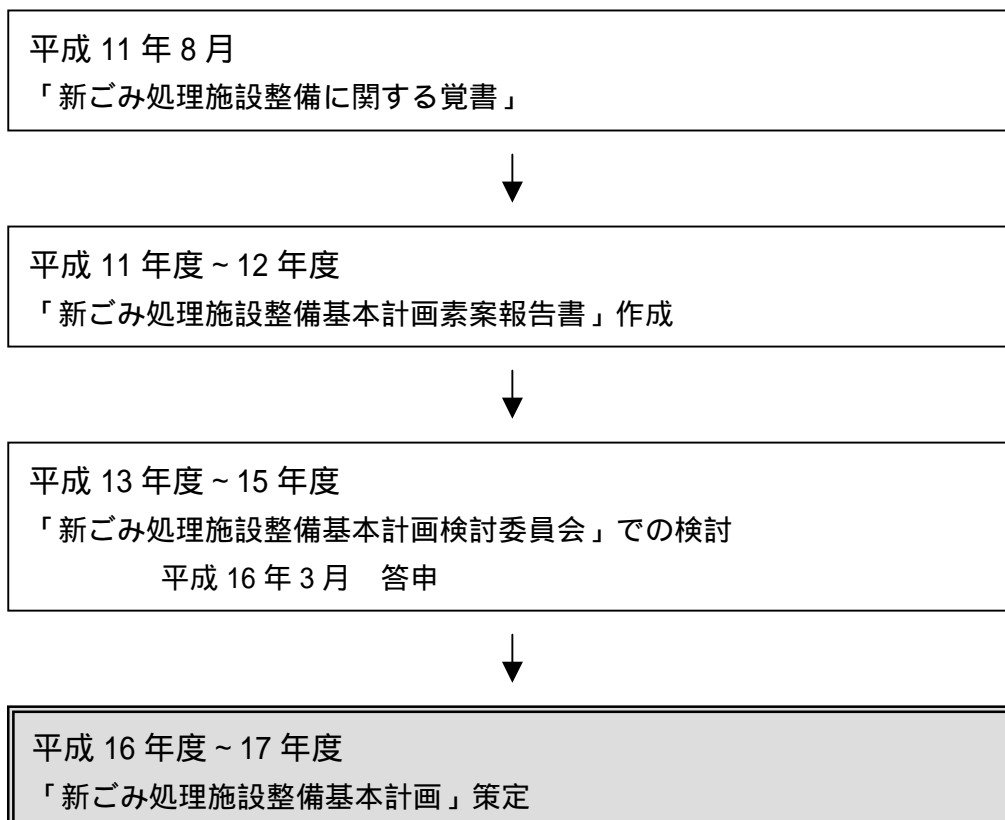 平成 11 年 8 月
「新ごみ処理施設整備に関する覚書」
平成 11 年度 ~ 12 年度
「新ごみ処理施設整備基本計画素案報告書」作成
平成 13 年度 ~ 15 年度
「新ごみ処理施設整備基本計画検討委員会」での検討
平成 16 年 3 月　答申
平成 16 年度 ~ 17 年度
「新ごみ処理施設整備基本計画」策定